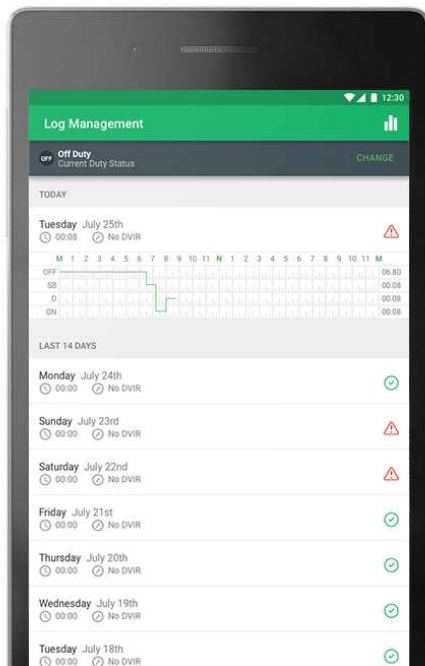 12:30
Log Management
OFF Off Duty
Current Duty Status
CHANGE
TODAY
Tuesday July 25th
00:08 No DVIR
M 1 2 3 4 5 6 7 8 9 10 11 N 1 2 3 4 5 6 7 8 9 10 11 M
OFF 06.80
SB 00:08
D 00:08
ON 00:08
LAST 14 DAYS
Monday July 24th
00:00 No DVIR
Sunday July 23rd
00:00 No DVIR
Saturday July 22nd
00:00 No DVIR
Friday July 21st
00:00 No DVIR
Thursday July 20th
00:00 No DVIR
Wednesday July 19th
00:00 No DVIR
Tuesday July 18th
00:00 No DVIR